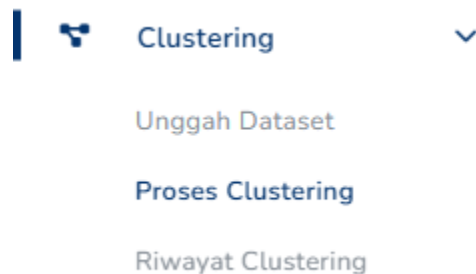 Clustering
Unggah Dataset
Proses Clustering
Riwayat Clustering